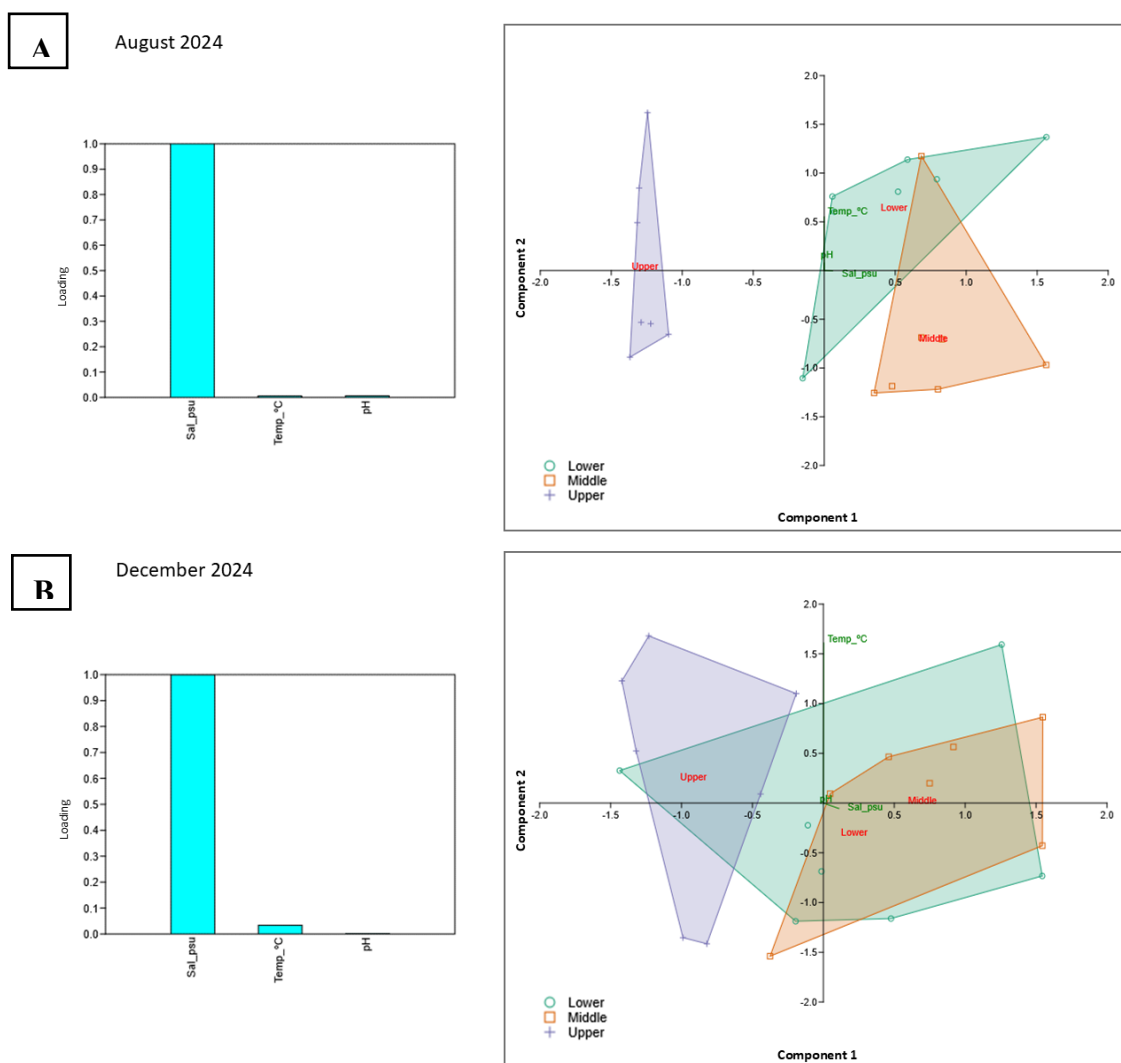 A
August 2024
Loading
1.0
0.9
0.8
0.7
0.6
0.5
0.4
0.3
0.2
0.1
0.0
Sal_psu
Temp_ºC
pH
Component 2
2.0
1.5
1.0
0.5
-0.5
-1.0
-1.5
-2.0
-2.0
-1.5
-1.0
-0.5
0.5
1.0
1.5
2.0
Temp_ºC
Lower
pH
Upper
Sal_psu
Middle
Lower
Middle
Upper
Component 1
B
December 2024
Loading
1.0
0.9
0.8
0.7
0.6
0.5
0.4
0.3
0.2
0.1
0.0
Sal_psu
Temp_ºC
pH
Component 2
2.0
1.5
1.0
0.5
-0.5
-1.0
-1.5
-2.0
-2.0
-1.5
-1.0
-0.5
0.5
1.0
1.5
2.0
Temp_ºC
Upper
pH
Sal_psu
Middle
Lower
Lower
Middle
Upper
Component 1